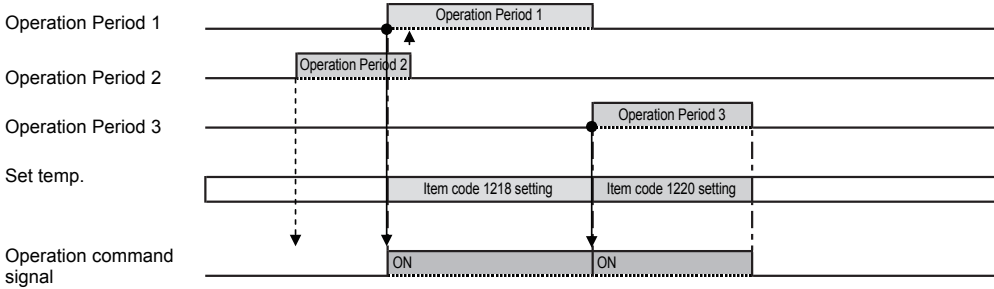 Operation Period 1
Operation Period 1
Operation Period 2
Operation Period 2
Operation Period 3
Operation Period 3
Set temp.
Item code 1218 setting
Item code 1220 setting
Operation command
signal
ON
ON